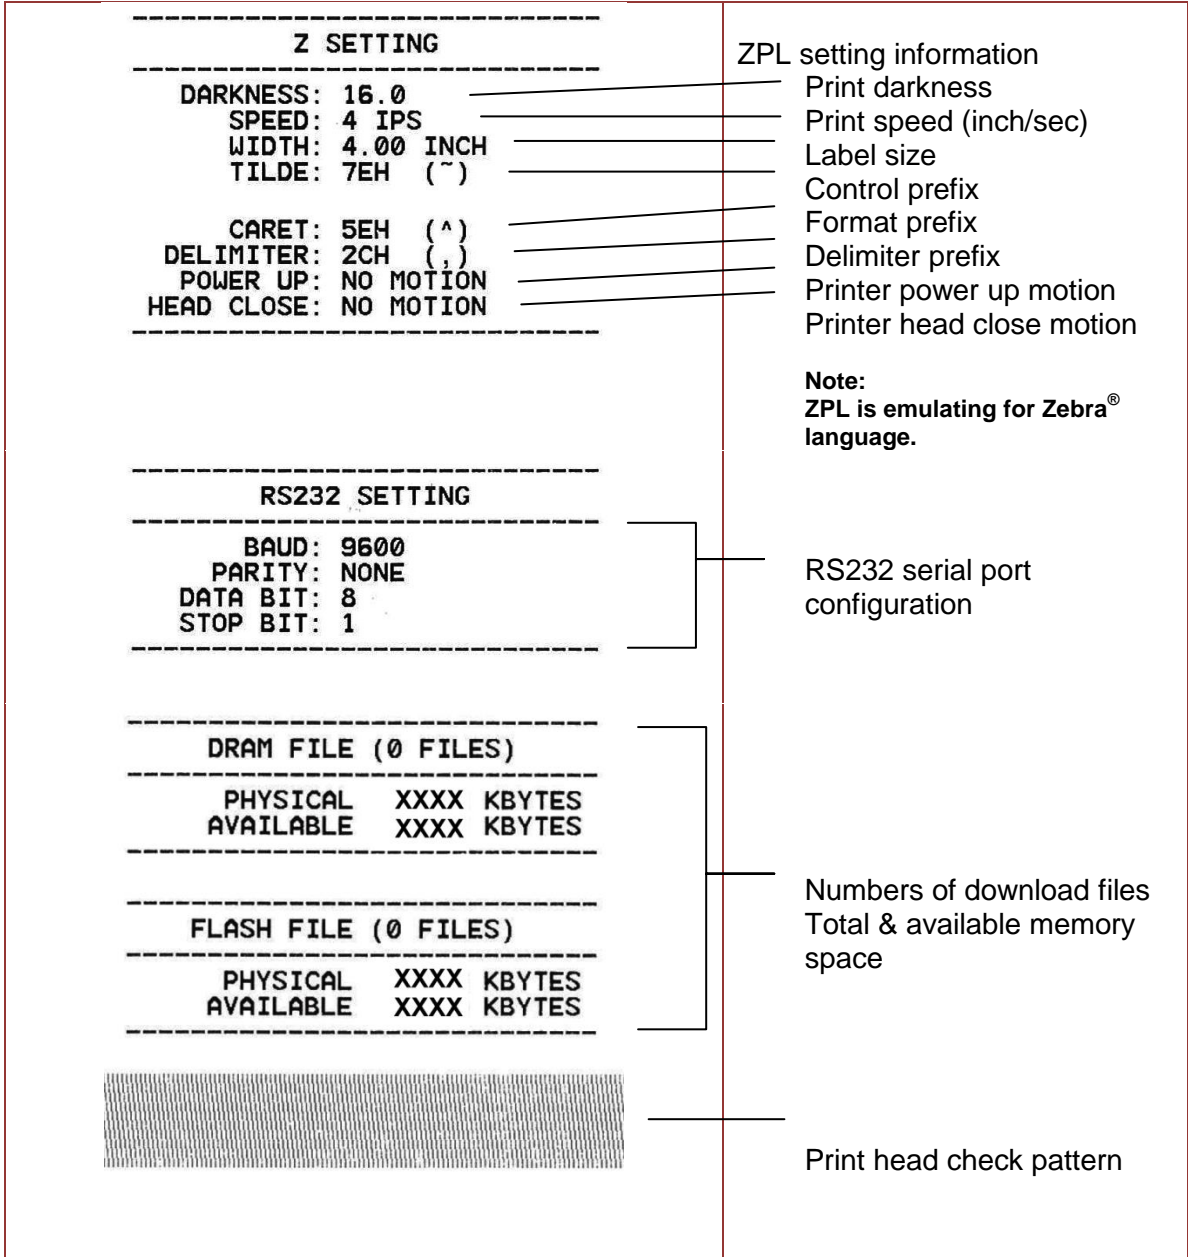 Z SETTING
DARKNESS: 16.0
SPEED: 4 IPS
WIDTH: 4.00 INCH
TILDE: 7EH (~)
CARET: 5EH (^)
DELIMITER: 2CH (,)
POWER UP: NO MOTION
HEAD CLOSE: NO MOTION
ZPL setting information
Print darkness
Print speed (inch/sec)
Label size
Control prefix
Format prefix
Delimiter prefix
Printer power up motion
Printer head close motion
Note:
ZPL is emulating for Zebra®
language.
RS232 SETTING
BAUD: 9600
PARITY: NONE
DATA BIT: 8
STOP BIT: 1
RS232 serial port
configuration
DRAM FILE (0 FILES)
PHYSICAL XXXX KBYTES
AVAILABLE XXXX KBYTES
FLASH FILE (0 FILES)
PHYSICAL XXXX KBYTES
AVAILABLE XXXX KBYTES
Numbers of download files
Total & available memory
space
Print head check pattern